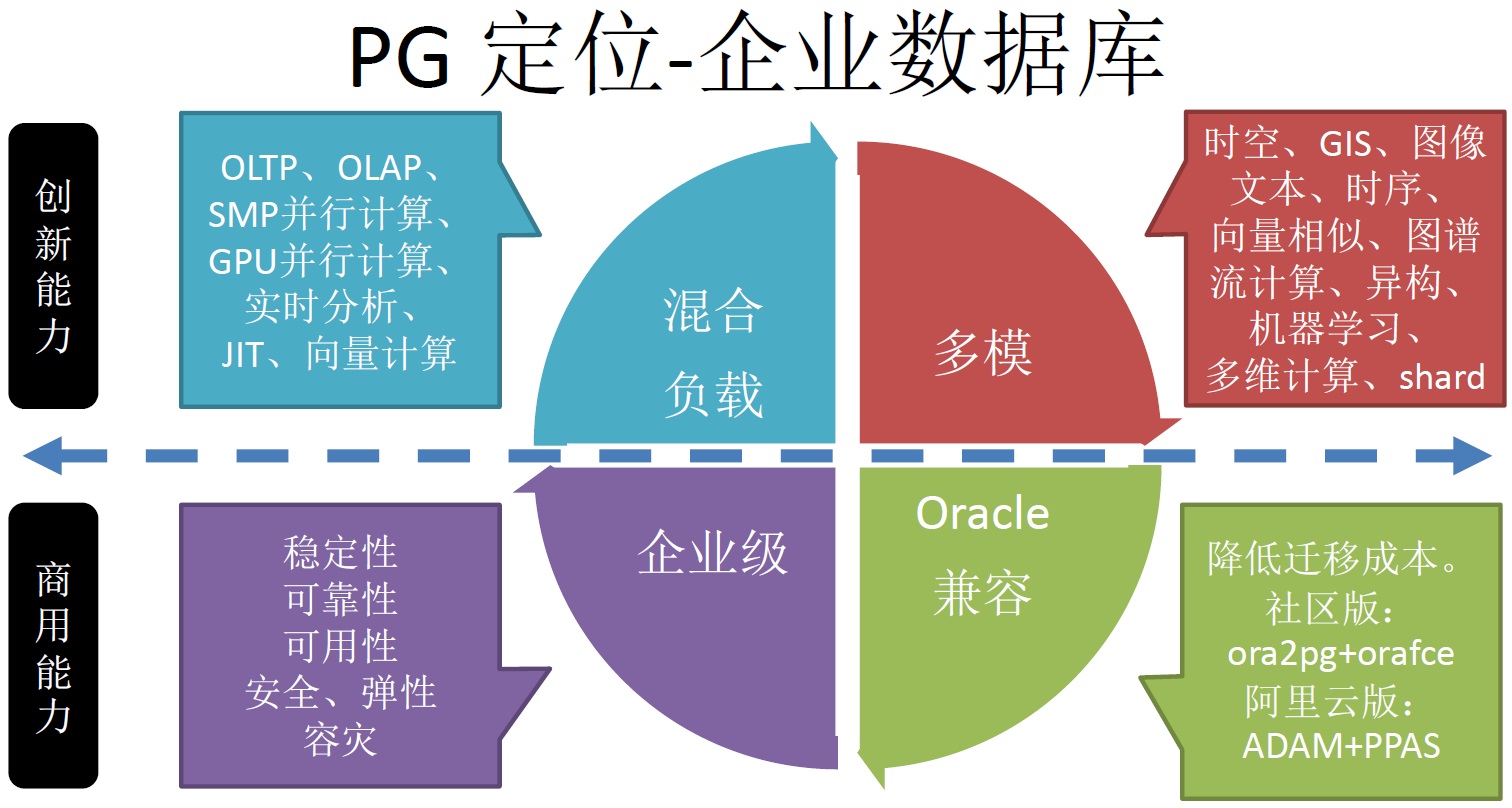 PG 定位-企业数据库
创新能力
OLTP、OLAP、
SMP并行计算、
GPU并行计算、
实时分析、
JIT、向量计算
混合
负载
多模
时空、GIS、图像
文本、时序、
向量相似、图谱
流计算、异构、
机器学习、
多维计算、shard
商用能力
稳定性
可靠性
可用性
安全、弹性
容灾
企业级
Oracle
兼容
降低迁移成本。
社区版：
ora2pg+orafce
阿里云版：
ADAM+PPAS